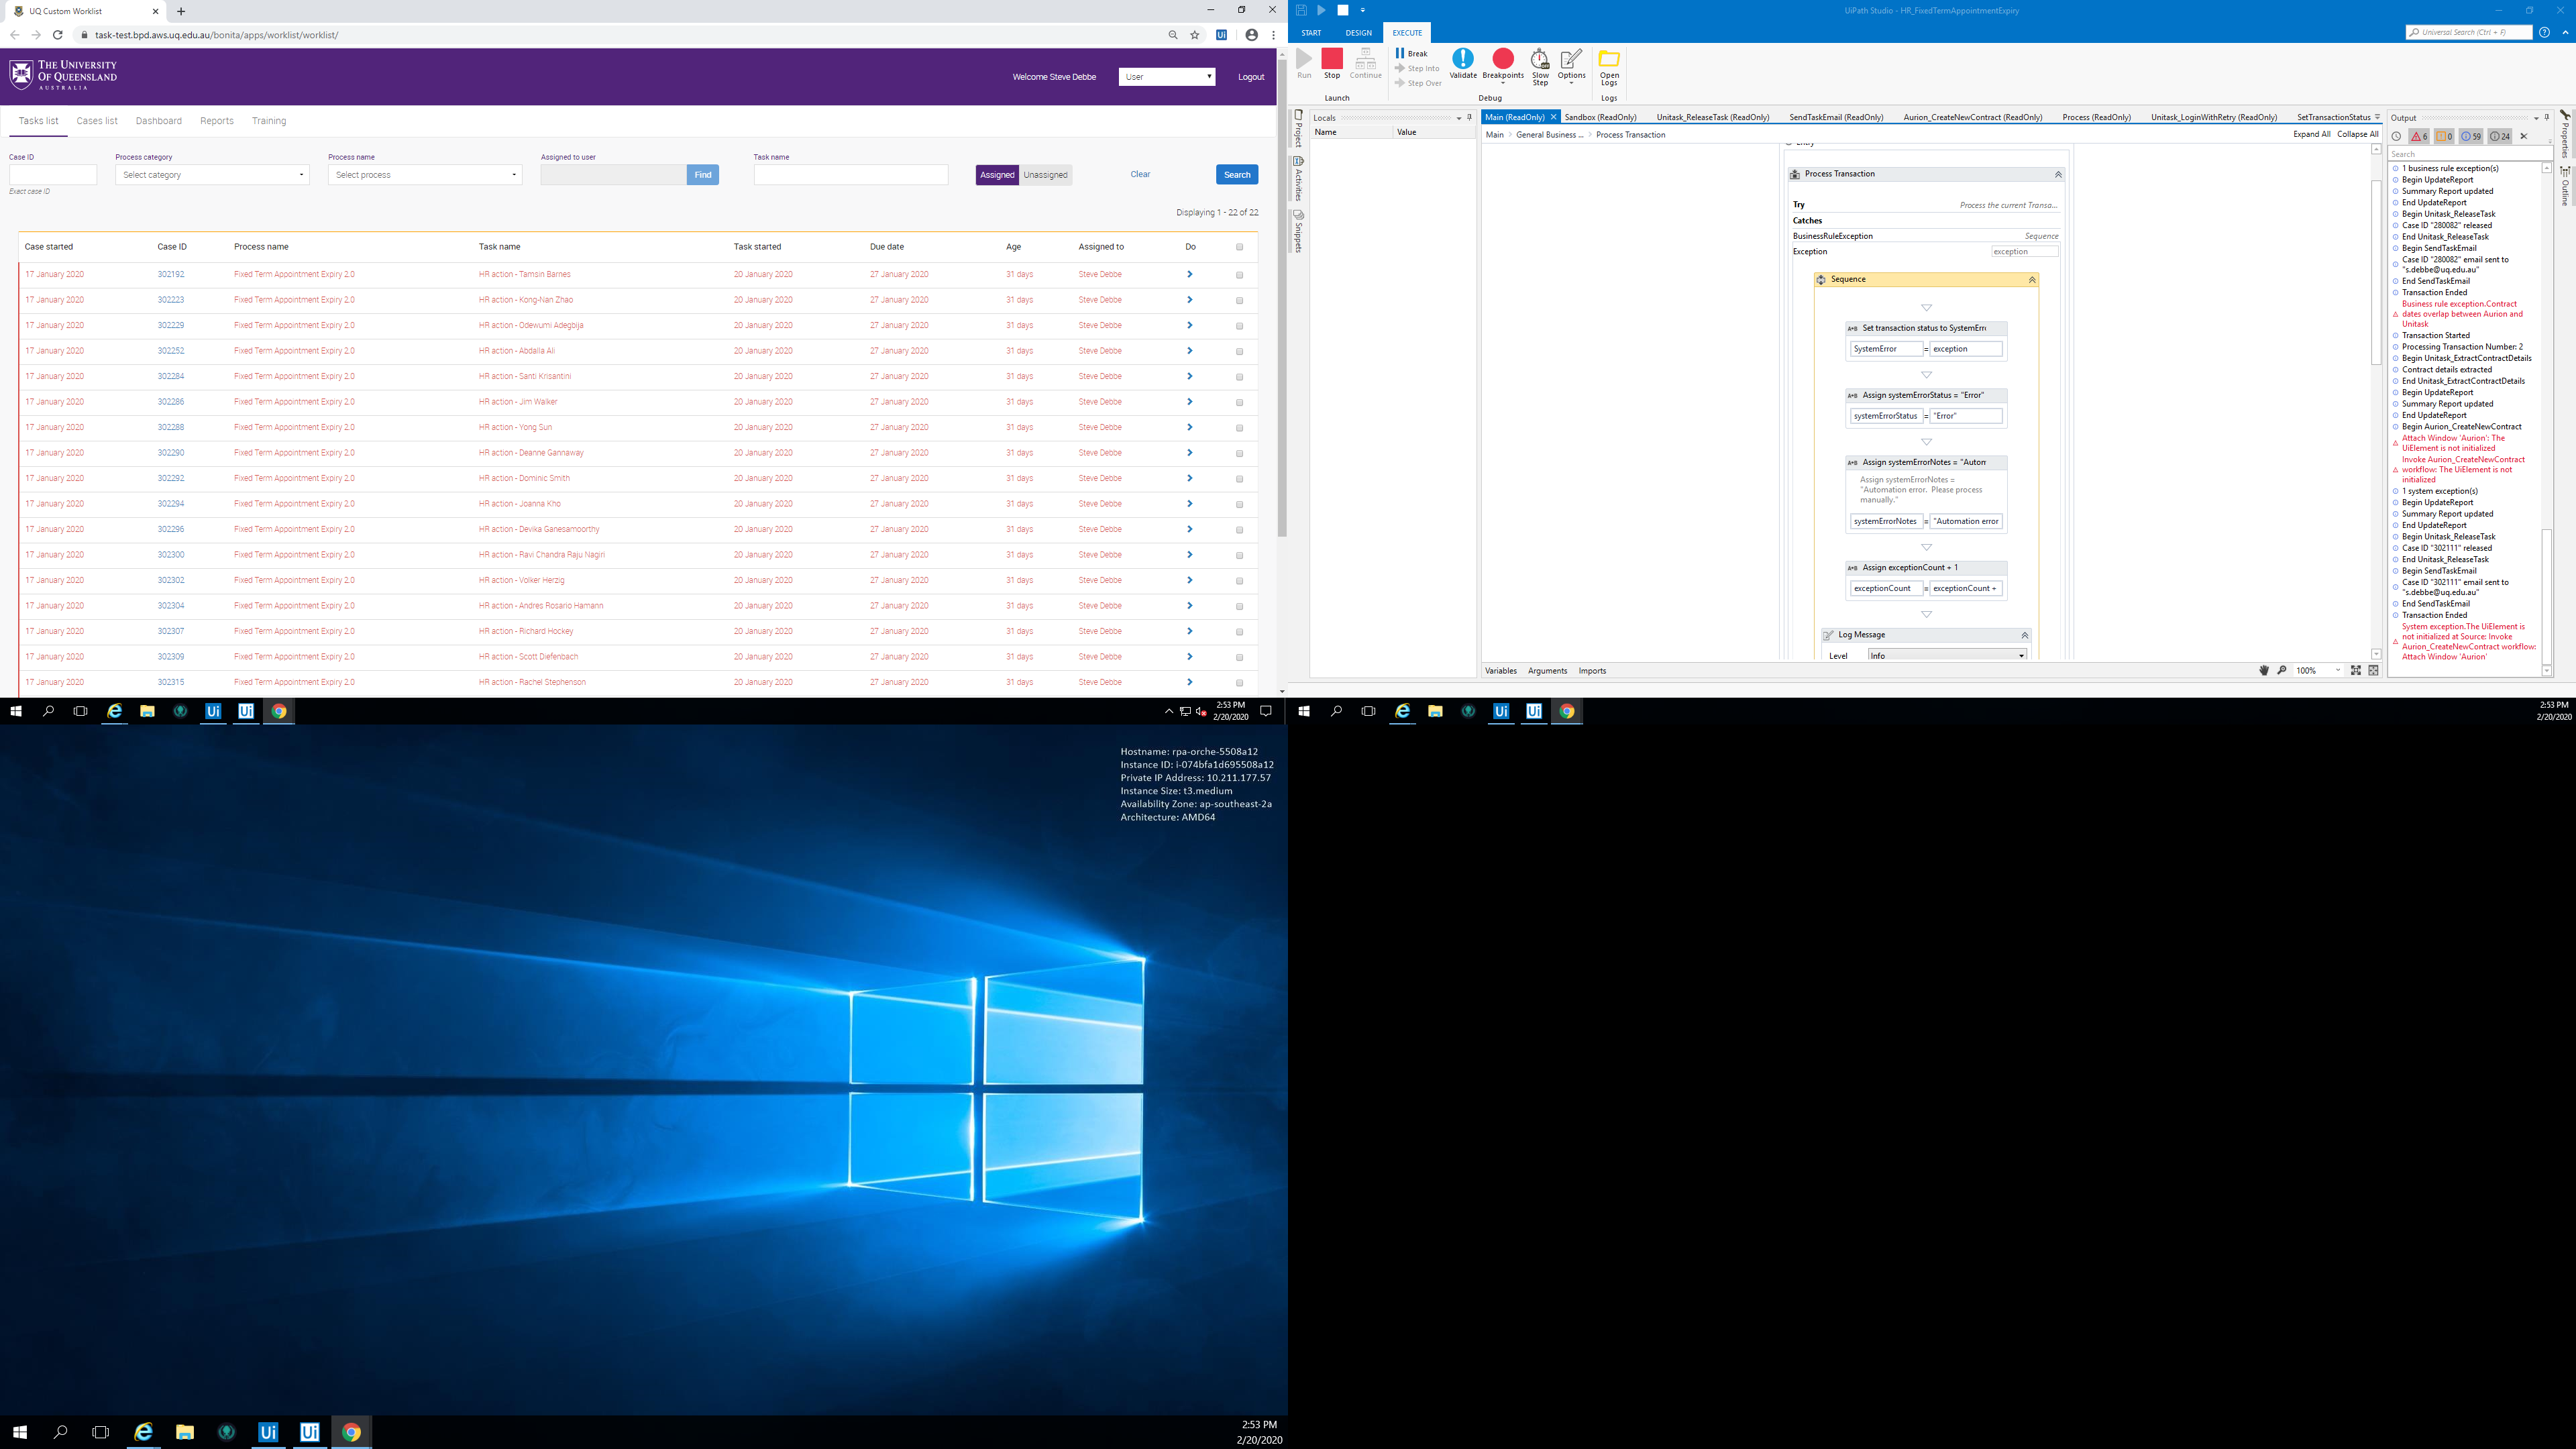 UQ Custom Worklist
task-test.bpd.aws.uq.edu.au/bonita/apps/worklist/worklist/
THE UNIVERSITY
OF QUEENSLAND
AUSTRALIA
Welcome Steve Debbe
User
Logout
Tasks list Cases list Dashboard Reports Training
Case ID Process category Process name Assigned to user Task name
Select category Select process Find Assigned Unassigned Clear Search
Exact case ID
Displaying 1 - 22 of 22
Case started Case ID Process name Task name Task started Due date Age Assigned to Do
17 January 2020 302192 Fixed Term Appointment Expiry 2.0 HR action - Tamsin Barnes 20 January 2020 27 January 2020 31 days Steve Debbe
17 January 2020 302223 Fixed Term Appointment Expiry 2.0 HR action - Kong-Nan Zhao 20 January 2020 27 January 2020 31 days Steve Debbe
17 January 2020 302229 Fixed Term Appointment Expiry 2.0 HR action - Odewumi Adegbija 20 January 2020 27 January 2020 31 days Steve Debbe
17 January 2020 302252 Fixed Term Appointment Expiry 2.0 HR action - Abdalla Ali 20 January 2020 27 January 2020 31 days Steve Debbe
17 January 2020 302284 Fixed Term Appointment Expiry 2.0 HR action - Santi Krisantini 20 January 2020 27 January 2020 31 days Steve Debbe
17 January 2020 302286 Fixed Term Appointment Expiry 2.0 HR action - Jim Walker 20 January 2020 27 January 2020 31 days Steve Debbe
17 January 2020 302288 Fixed Term Appointment Expiry 2.0 HR action - Yong Sun 20 January 2020 27 January 2020 31 days Steve Debbe
17 January 2020 302290 Fixed Term Appointment Expiry 2.0 HR action - Deanne Gannaway 20 January 2020 27 January 2020 31 days Steve Debbe
17 January 2020 302292 Fixed Term Appointment Expiry 2.0 HR action - Dominic Smith 20 January 2020 27 January 2020 31 days Steve Debbe
17 January 2020 302294 Fixed Term Appointment Expiry 2.0 HR action - Joanna Kho 20 January 2020 27 January 2020 31 days Steve Debbe
17 January 2020 302296 Fixed Term Appointment Expiry 2.0 HR action - Devika Ganesamoorthy 20 January 2020 27 January 2020 31 days Steve Debbe
17 January 2020 302300 Fixed Term Appointment Expiry 2.0 HR action - Ravi Chandra Raju Nagiri 20 January 2020 27 January 2020 31 days Steve Debbe
17 January 2020 302302 Fixed Term Appointment Expiry 2.0 HR action - Volker Herzig 20 January 2020 27 January 2020 31 days Steve Debbe
17 January 2020 302304 Fixed Term Appointment Expiry 2.0 HR action - Andres Rosario Hamann 20 January 2020 27 January 2020 31 days Steve Debbe
17 January 2020 302307 Fixed Term Appointment Expiry 2.0 HR action - Richard Hockey 20 January 2020 27 January 2020 31 days Steve Debbe
17 January 2020 302309 Fixed Term Appointment Expiry 2.0 HR action - Scott Diefenbach 20 January 2020 27 January 2020 31 days Steve Debbe
17 January 2020 302315 Fixed Term Appointment Expiry 2.0 HR action - Rachel Stephenson 20 January 2020 27 January 2020 31 days Steve Debbe
2:53 PM
2/20/2020
UiPath Studio - HR_FixedTermAppointmentExpiry
START DESIGN EXECUTE
Universal Search (Ctrl + F)
Run Stop Continue
Break
Step Into
Step Over
Validate Breakpoints Slow Step Options Open Logs
Launch Debug Logs
Project
Activities
Snippets
Locals
Name Value
Main (ReadOnly) Sandbox (ReadOnly) Unitask_ReleaseTask (ReadOnly) SendTaskEmail (ReadOnly) Aurion_CreateNewContract (ReadOnly) Process (ReadOnly) Unitask_LoginWithRetry (ReadOnly) SetTransactionStatus
Main > General Business ... > Process Transaction
Expand All Collapse All
Entry
Process Transaction
Try Process the current Transa...
Catches
BusinessRuleException Sequence
Exception exception
Sequence
A+B Set transaction status to SystemErr
SystemError = exception
A+B Assign systemErrorStatus = "Error"
systemErrorStatus = "Error"
A+B Assign systemErrorNotes = "Autom
Assign systemErrorNotes =
"Automation error. Please process
manually."
systemErrorNotes = "Automation error
A+B Assign exceptionCount + 1
exceptionCount = exceptionCount +
Log Message
Level Info
Variables Arguments Imports
100%
Output
6 0 59 24
Search
1 business rule exception(s)
Begin UpdateReport
Summary Report updated
End UpdateReport
Begin Unitask_ReleaseTask
Case ID "280082" released
End Unitask_ReleaseTask
Begin SendTaskEmail
Case ID "280082" email sent to
"s.debbe@uq.edu.au"
End SendTaskEmail
Transaction Ended
Business rule exception.Contract
dates overlap between Aurion and
Unitask
Transaction Started
Processing Transaction Number: 2
Begin Unitask_ExtractContractDetails
Contract details extracted
End Unitask_ExtractContractDetails
Begin UpdateReport
Summary Report updated
End UpdateReport
Begin Aurion_CreateNewContract
Attach Window 'Aurion': The
UiElement is not initialized
Invoke Aurion_CreateNewContract
workflow: The UiElement is not
initialized
1 system exception(s)
Begin UpdateReport
Summary Report updated
End UpdateReport
Begin Unitask_ReleaseTask
Case ID "302111" released
End Unitask_ReleaseTask
Begin SendTaskEmail
Case ID "302111" email sent to
"s.debbe@uq.edu.au"
End SendTaskEmail
Transaction Ended
System exception.The UiElement is
not initialized at Source: Invoke
Aurion_CreateNewContract workflow:
Attach Window 'Aurion'
Properties
Outline
2:53 PM
2/20/2020
Hostname: rpa-orche-5508a12
Instance ID: i-074bfa1d695508a12
Private IP Address: 10.211.177.57
Instance Size: t3.medium
Availability Zone: ap-southeast-2a
Architecture: AMD64
2:53 PM
2/20/2020